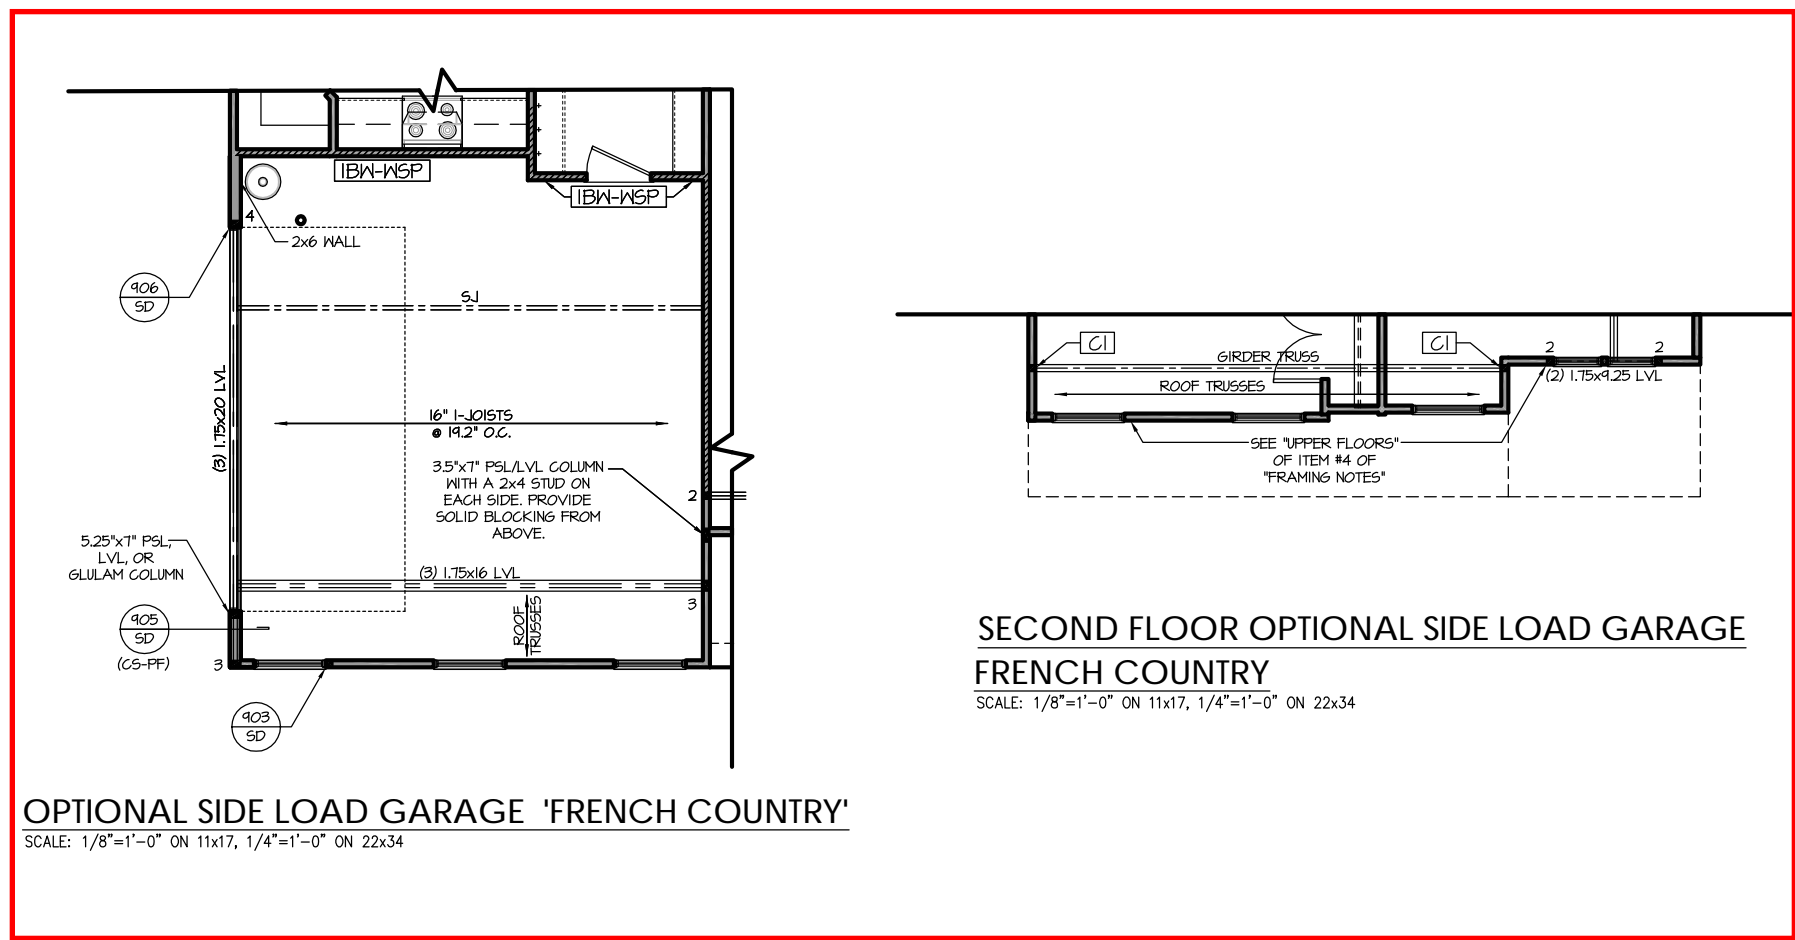 IBW-WSP
IBW-WSP
4
2x6 WALL
906
SD
SJ
(3) 1.75x20 LVL
16" I-JOISTS
@ 19.2" O.C.
3.5"x7" PSL/LVL COLUMN
WITH A 2x4 STUD ON
EACH SIDE. PROVIDE
SOLID BLOCKING FROM
ABOVE.
2
5.25"x7" PSL,
LVL, OR
GLULAM COLUMN
(3) 1.75x16 LVL
3
905
SD
(CS-PF)
3
ROOF
TRUSSES
903
SD
OPTIONAL SIDE LOAD GARAGE 'FRENCH COUNTRY'
SCALE: 1/8"=1'-0" ON 11x17, 1/4"=1'-0" ON 22x34
C1
C1
2
2
GIRDER TRUSS
(2) 1.75x9.25 LVL
ROOF TRUSSES
SEE "UPPER FLOORS"
OF ITEM #4 OF
"FRAMING NOTES"
SECOND FLOOR OPTIONAL SIDE LOAD GARAGE
FRENCH COUNTRY
SCALE: 1/8"=1'-0" ON 11x17, 1/4"=1'-0" ON 22x34